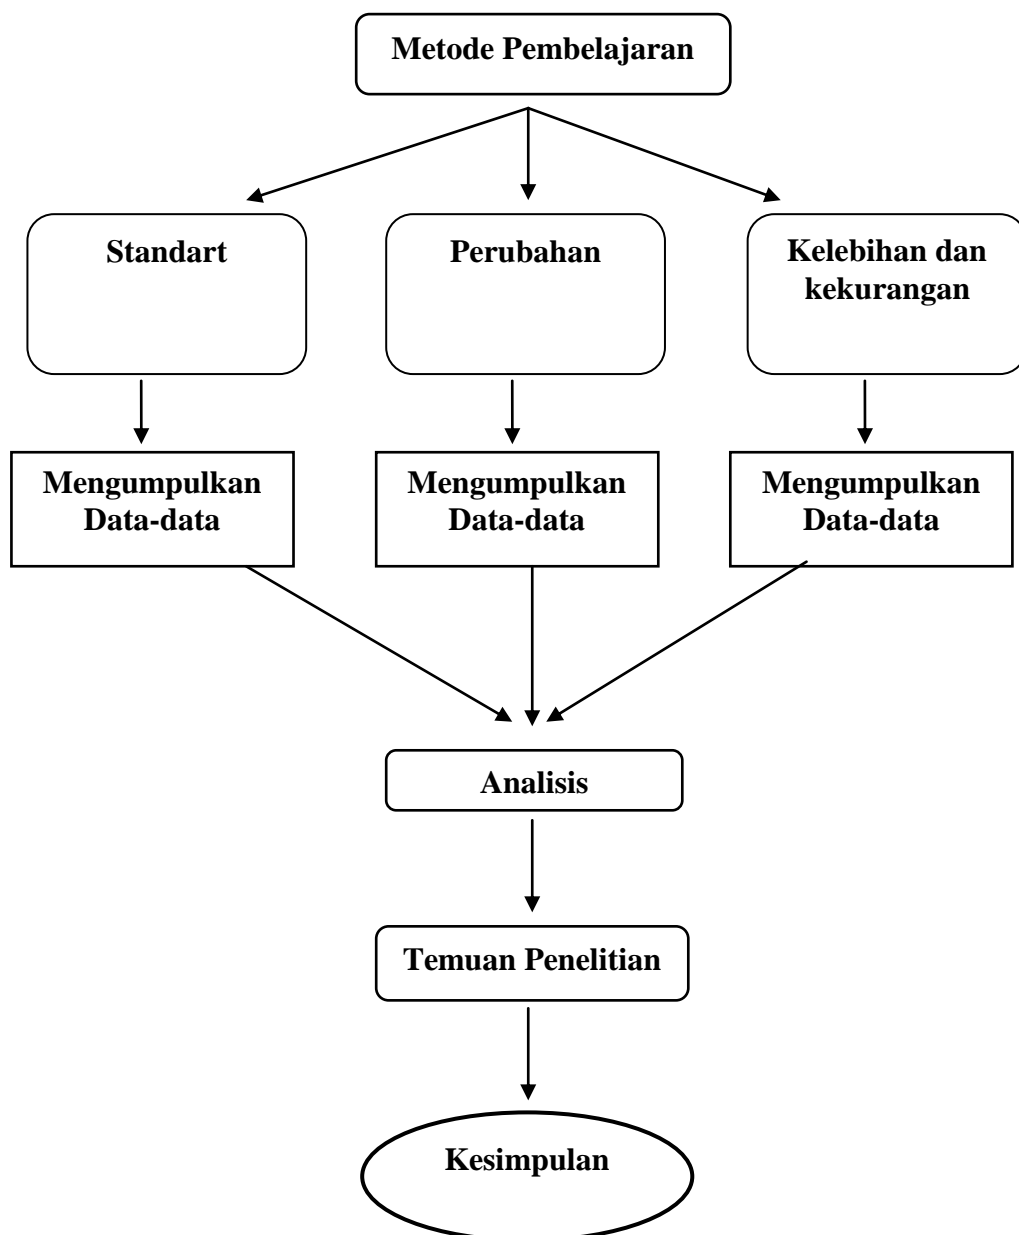 Metode Pembelajaran
Standart
Perubahan
Kelebihan dan
kekurangan
Mengumpulkan
Data-data
Mengumpulkan
Data-data
Mengumpulkan
Data-data
Analisis
Temuan Penelitian
Kesimpulan